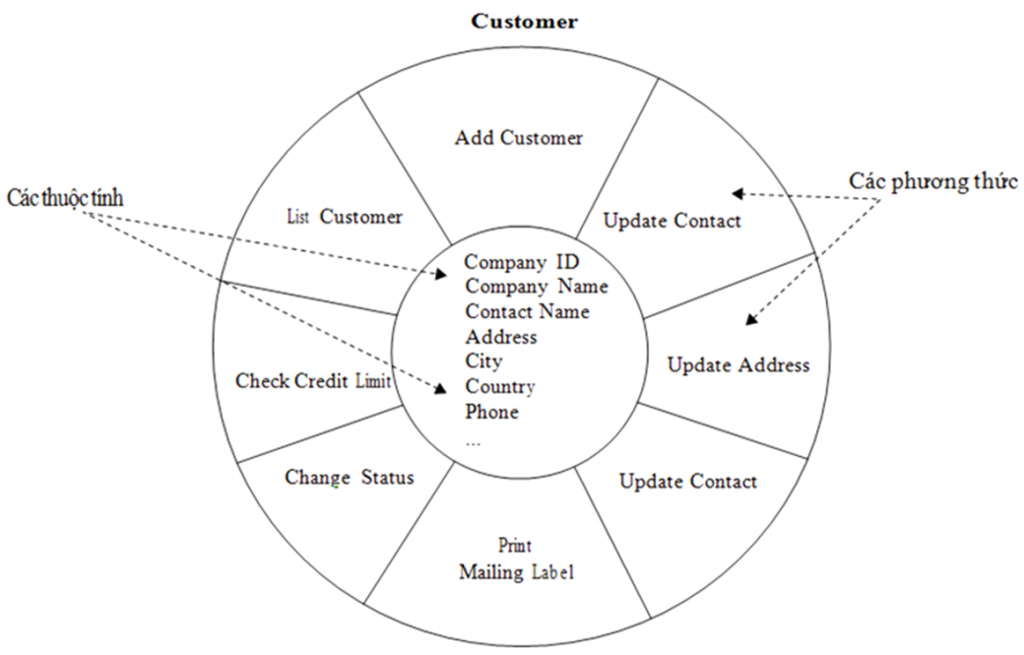 Customer
Add Customer
Các thuộc tính
Các phương thức
List Customer
Update Contact
Company ID
Company Name
Contact Name
Address
City
Country
Phone
...
Check Credit Limit
Update Address
Change Status
Update Contact
Print
Mailing Label